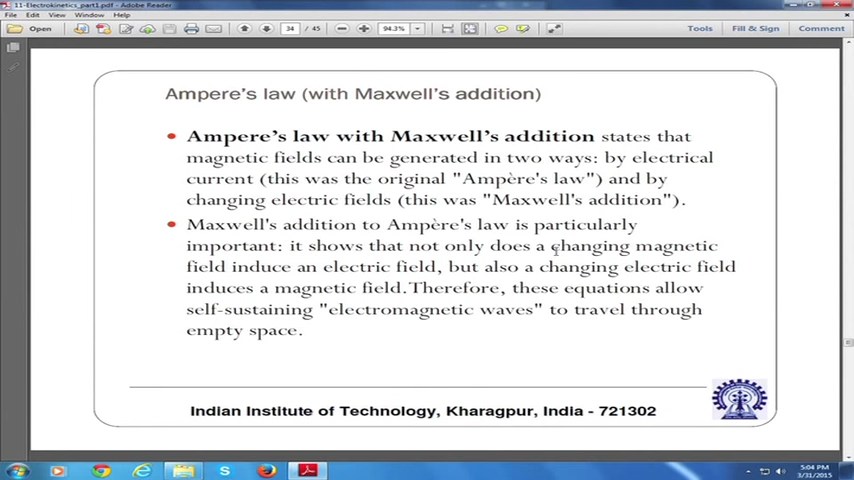 11-Electrokinetics_part1.pdf - Adobe Reader
File Edit View Window Help
Open 34 / 45 94.3% Tools Fill & Sign Comment
Ampere's law (with Maxwell's addition)
• Ampere's law with Maxwell's addition states that
magnetic fields can be generated in two ways: by electrical
current (this was the original "Ampère's law") and by
changing electric fields (this was "Maxwell's addition").
• Maxwell's addition to Ampère's law is particularly
important: it shows that not only does a changing magnetic
field induce an electric field, but also a changing electric field
induces a magnetic field. Therefore, these equations allow
self-sustaining "electromagnetic waves" to travel through
empty space.
Indian Institute of Technology, Kharagpur, India - 721302
5:04 PM
3/31/2015